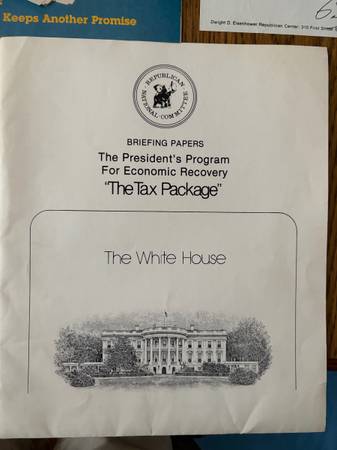 Keeps Another Promise
Dwight D. Eisenhower Republican Center: 310 First Street
REPUBLICAN
NATIONAL COMMITTEE
BRIEFING PAPERS
The President's Program
For Economic Recovery
"The Tax Package"
The White House